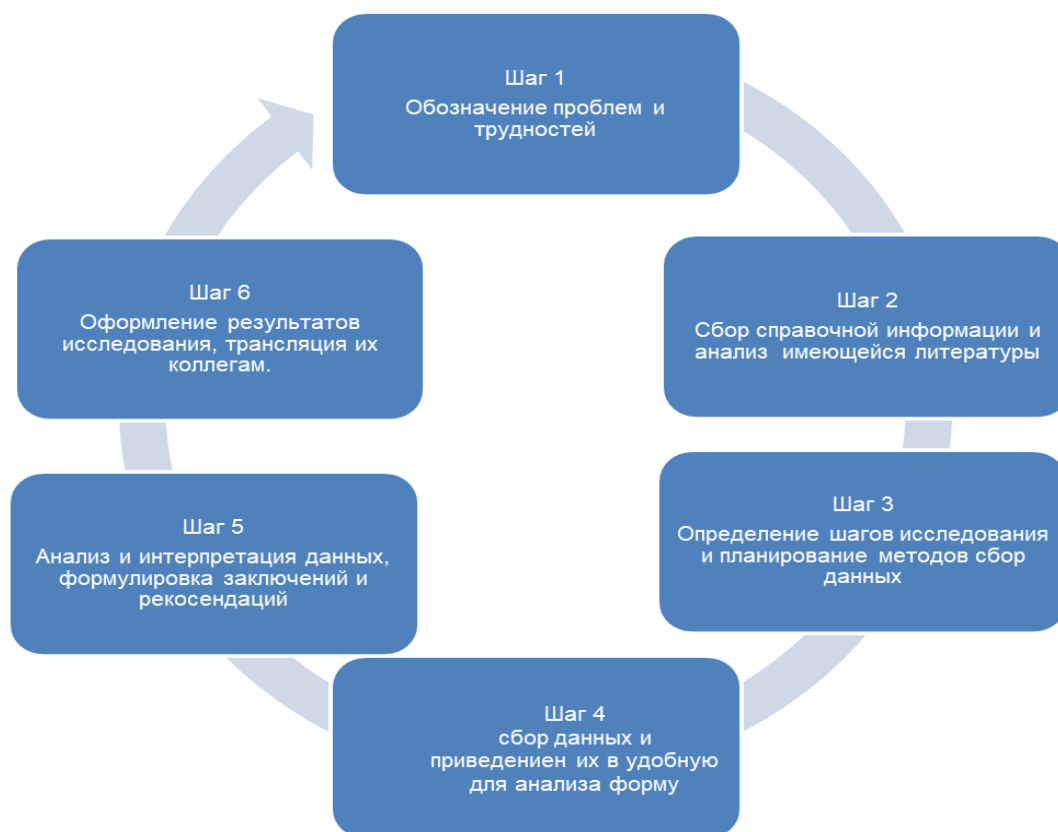 Шаг 1
Обозначение проблем и
трудностей
Шаг 2
Сбор справочной информации и
анализ имеющейся литературы
Шаг 3
Определение шагов исследования
и планирование методов сбор
данных
Шаг 4
сбор данных и
приведениен их в удобную
для анализа форму
Шаг 5
Анализ и интерпретация данных,
формулировка заключений и
рекосендаций
Шаг 6
Оформление результатов
исследования, трансляция их
коллегам.